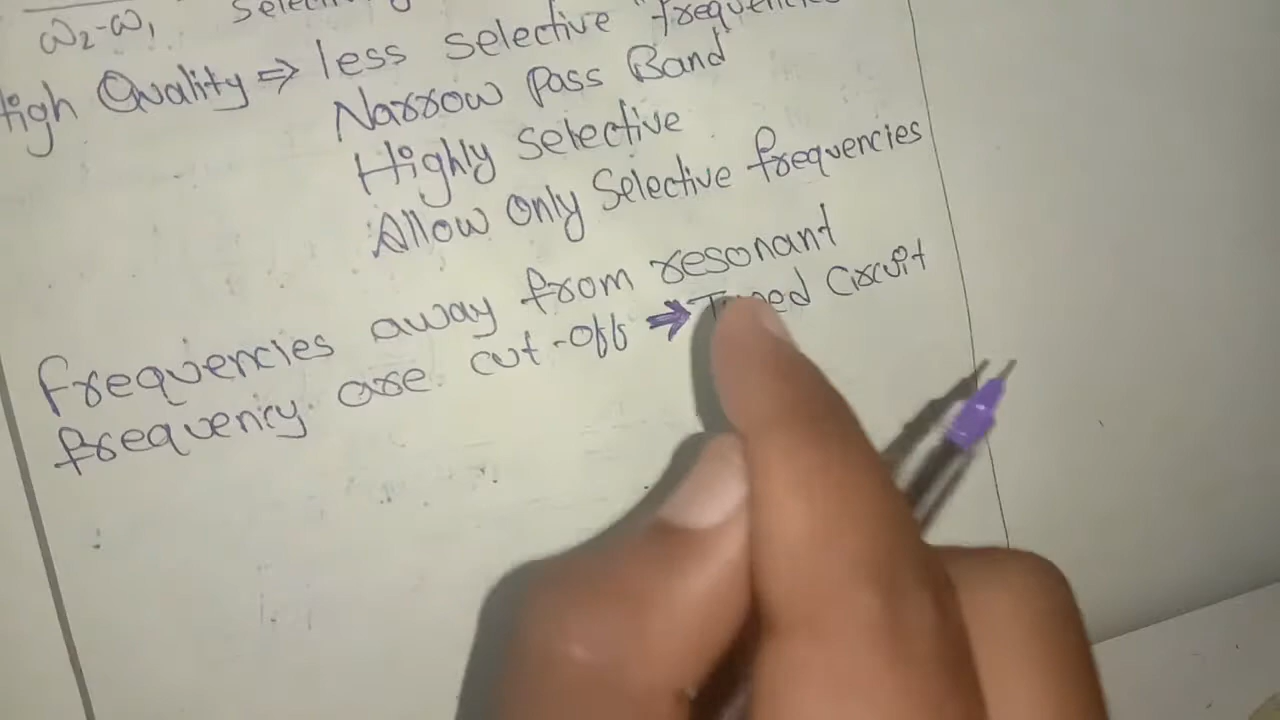 ω₂-ω₁
High Quality ⇒ less selective "frequencies
Narrow pass Band
Highly selective
Allow Only Selective frequencies
Frequencies away from resonant
frequency are cut-off → Tuned Circuit